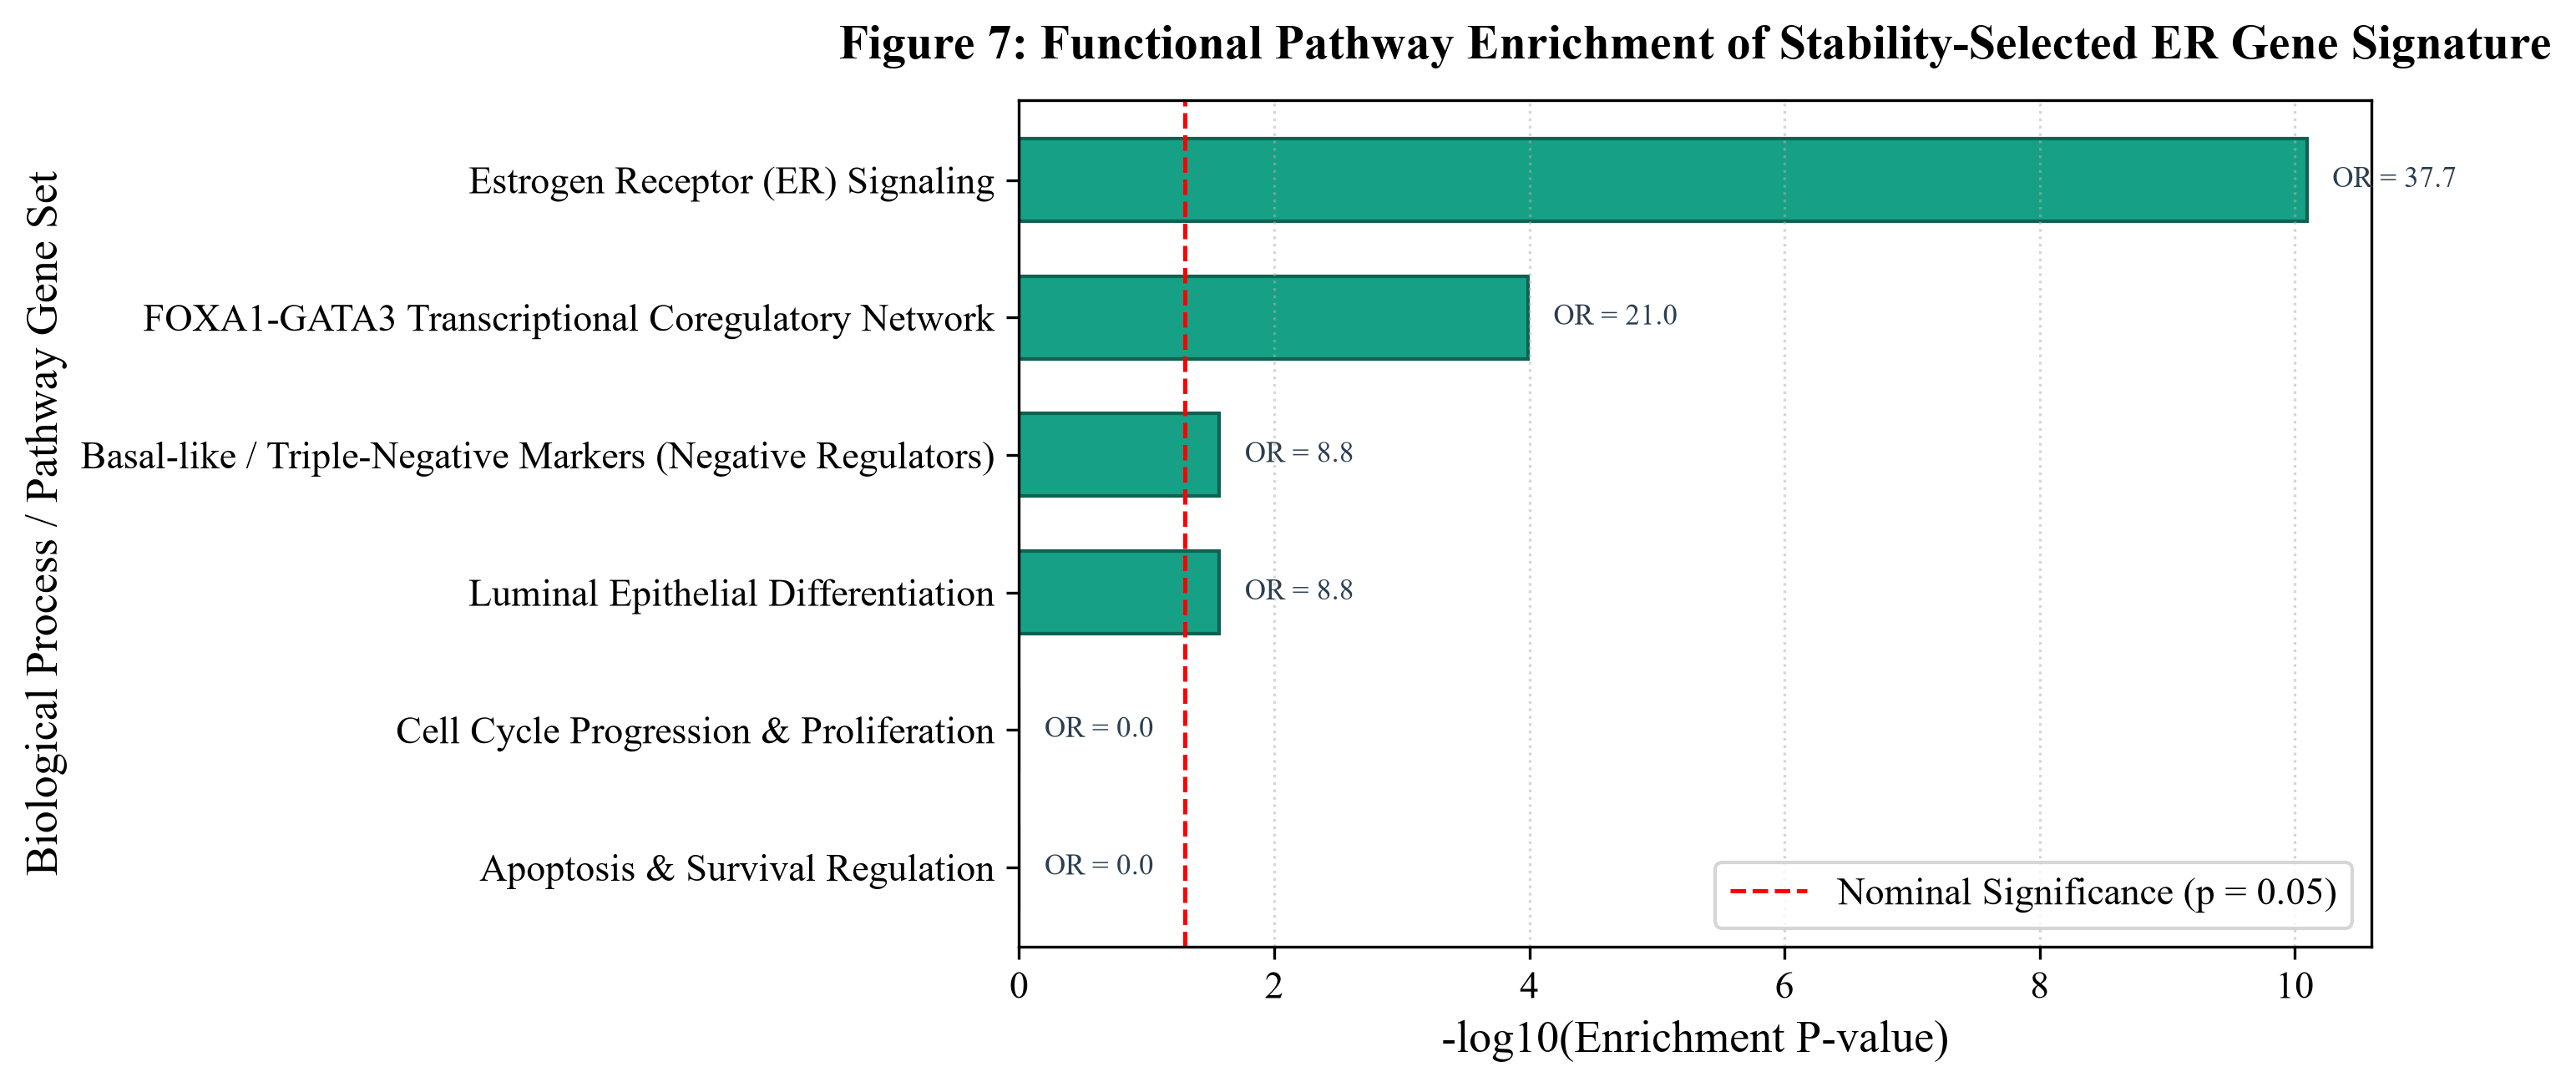 Figure 7: Functional Pathway Enrichment of Stability-Selected ER Gene Signature
Biological Process / Pathway Gene Set
Estrogen Receptor (ER) Signaling
OR = 37.7
FOXA1-GATA3 Transcriptional Coregulatory Network
OR = 21.0
Basal-like / Triple-Negative Markers (Negative Regulators)
OR = 8.8
Luminal Epithelial Differentiation
OR = 8.8
Cell Cycle Progression & Proliferation
OR = 0.0
Apoptosis & Survival Regulation
OR = 0.0
Nominal Significance (p = 0.05)
0 2 4 6 8 10
-log10(Enrichment P-value)